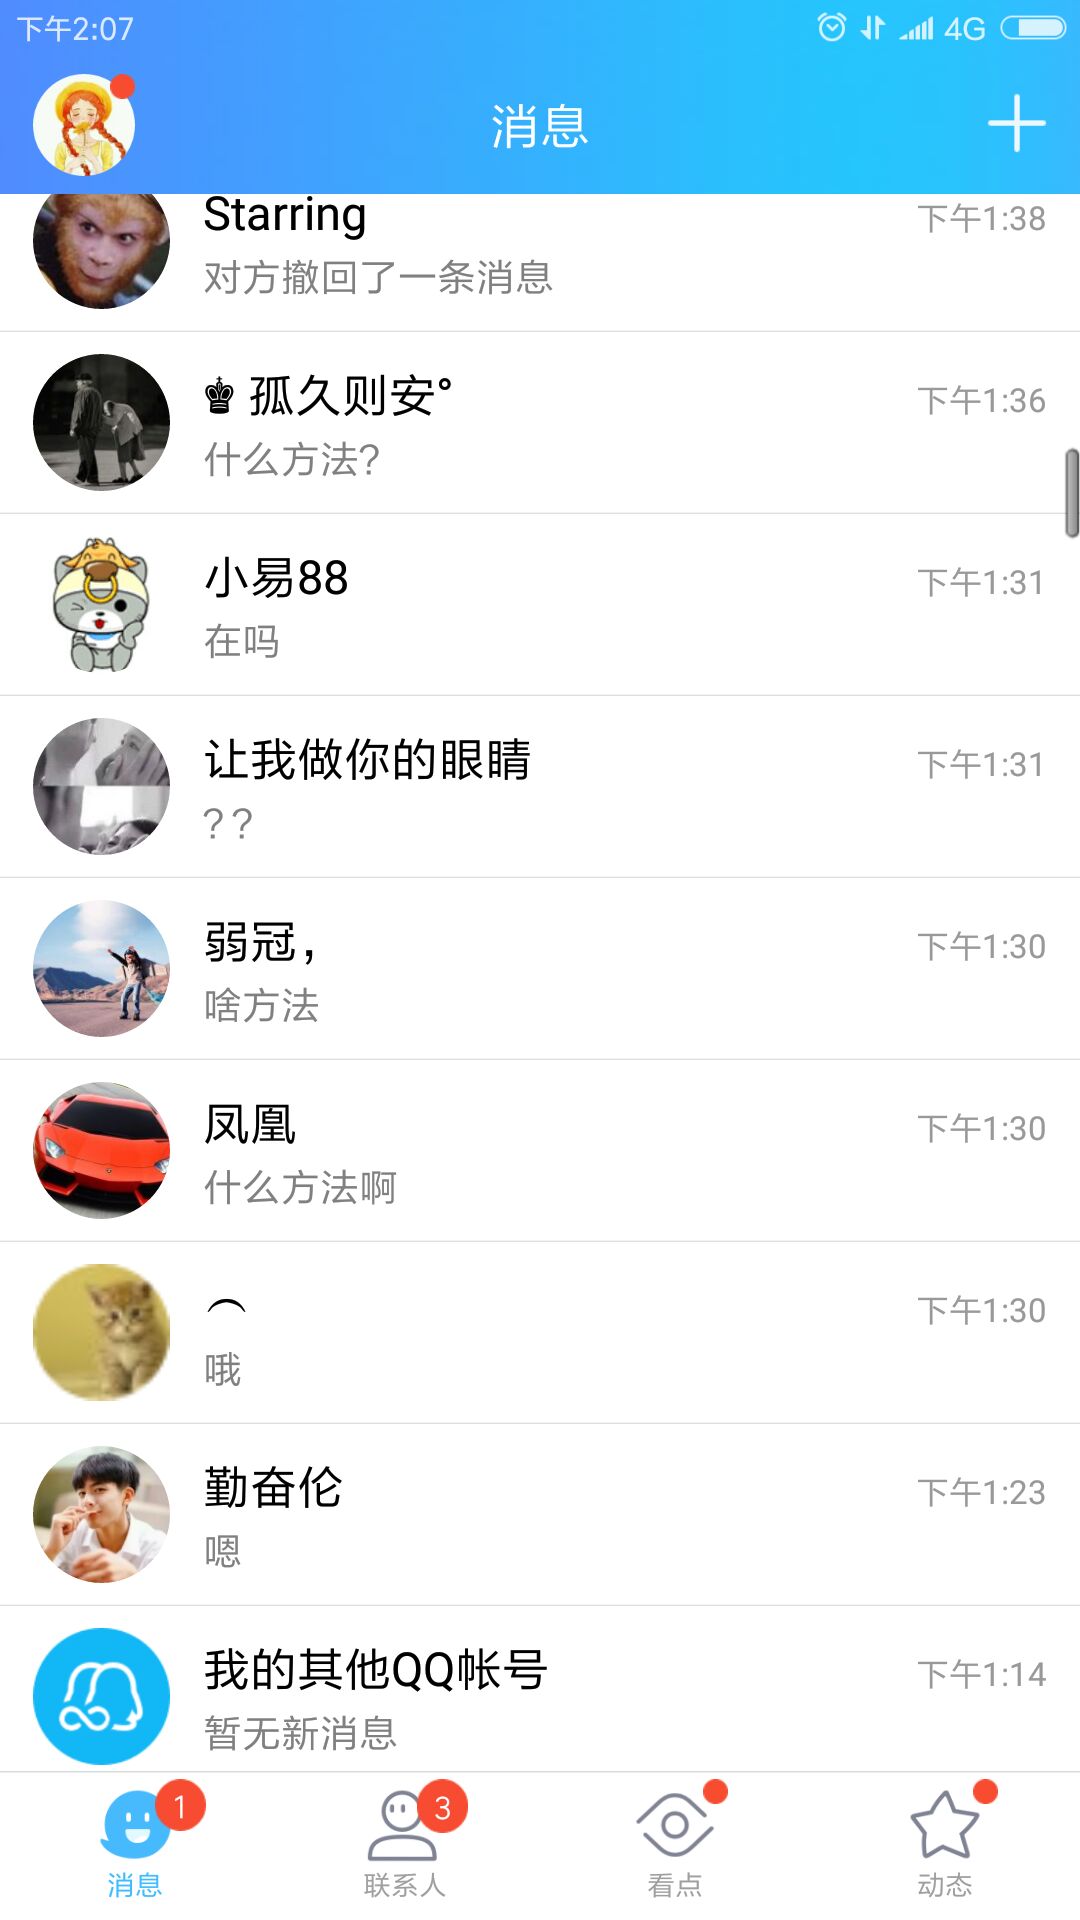 下午2:07
4G
消息
Starring
下午1:38
对方撤回了一条消息
♚ 孤久则安°
下午1:36
什么方法?
小易88
下午1:31
在吗
让我做你的眼睛
下午1:31
? ?
弱冠，
下午1:30
啥方法
凤凰
下午1:30
什么方法啊
︵
下午1:30
哦
勤奋伦
下午1:23
嗯
我的其他QQ帐号
下午1:14
暂无新消息
1
3
消息
联系人
看点
动态